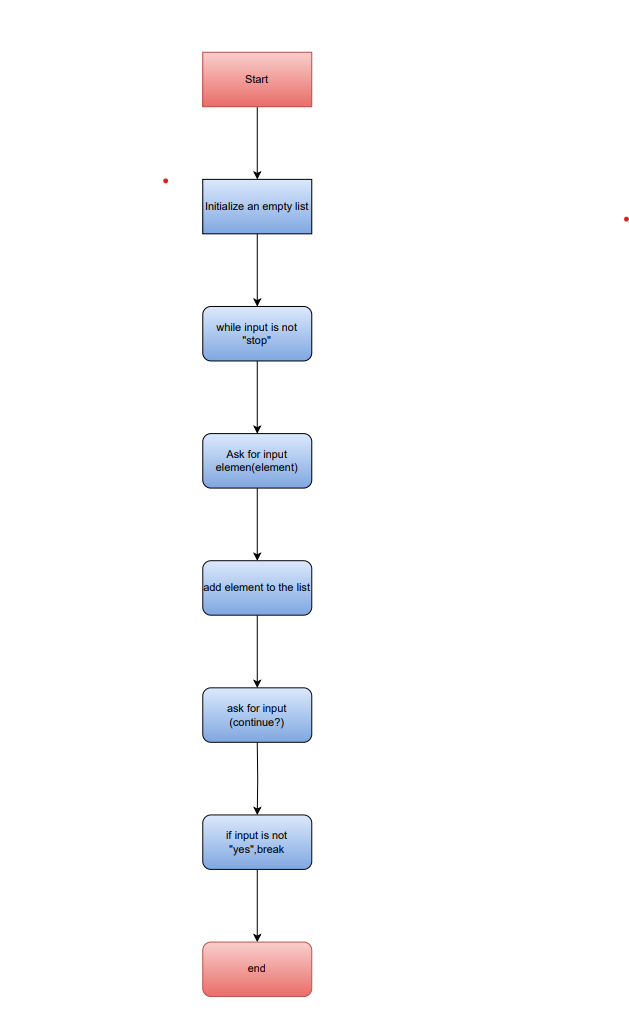 Start
Initialize an empty list
while input is not
"stop"
Ask for input
elemen(element)
add element to the list
ask for input
(continue?)
if input is not
"yes",break
end